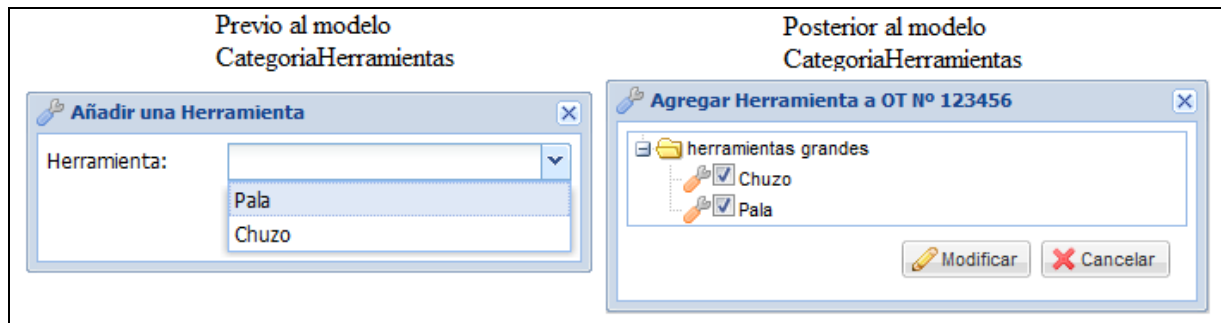 Previo al modelo
CategoriaHerramientas
Añadir una Herramienta
Herramienta:
Pala
Chuzo
Posterior al modelo
CategoriaHerramientas
Agregar Herramienta a OT Nº 123456
herramientas grandes
Chuzo
Pala
Modificar
Cancelar